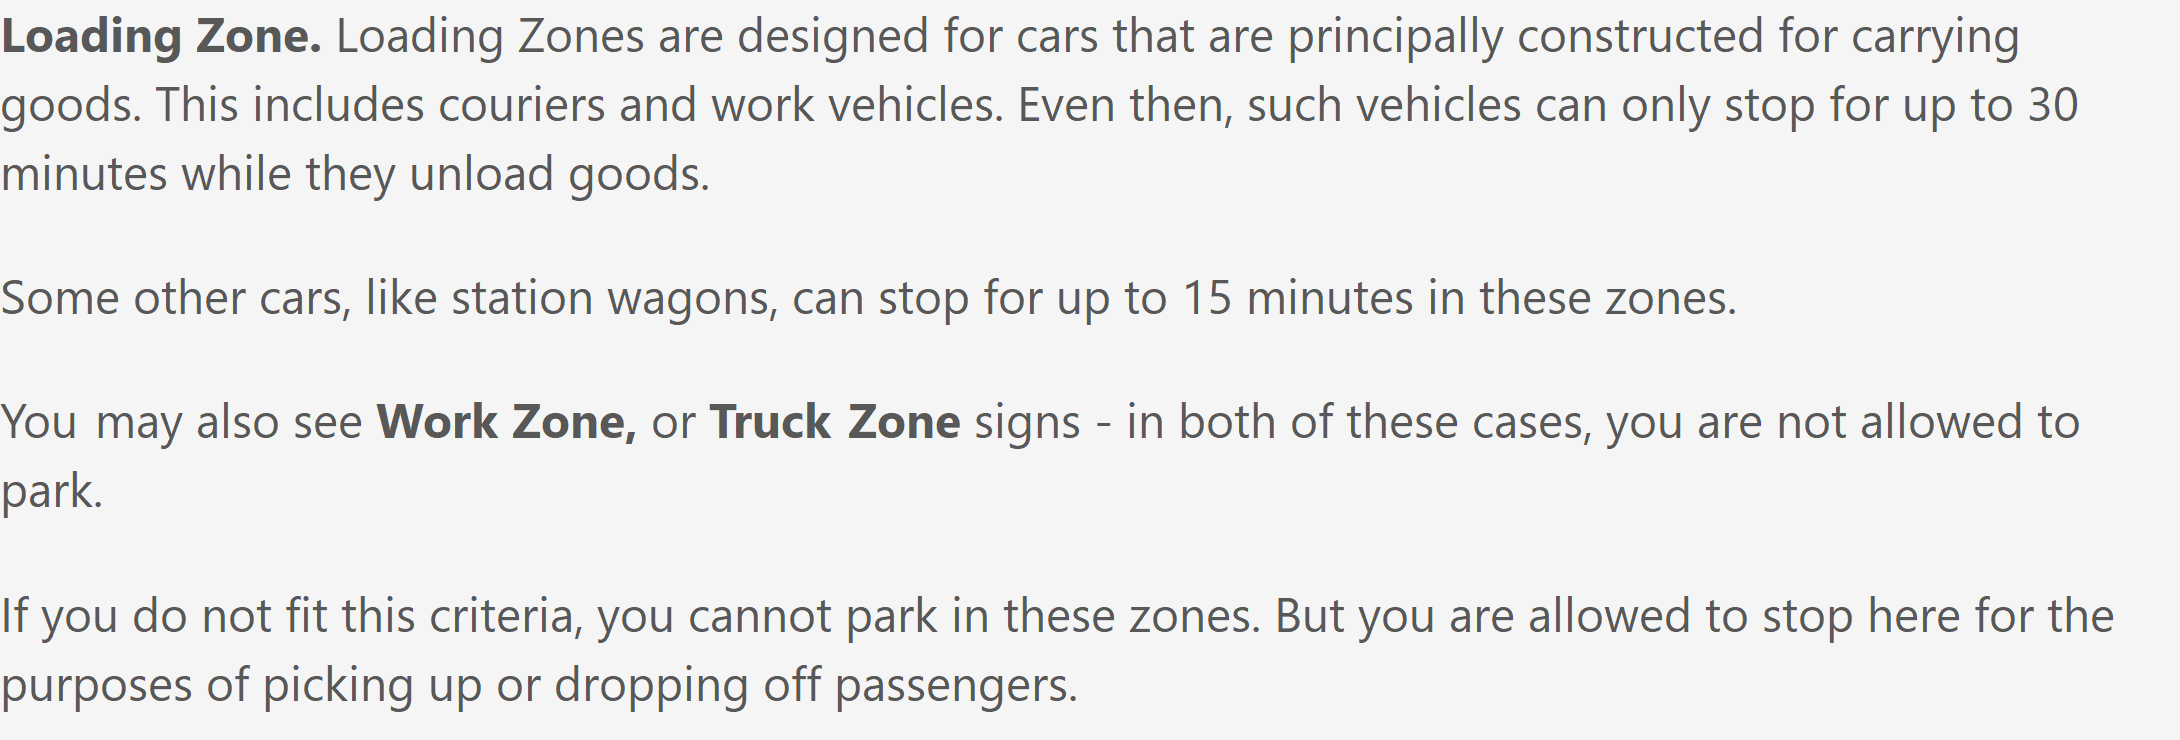 Loading Zone. Loading Zones are designed for cars that are principally constructed for carrying
goods. This includes couriers and work vehicles. Even then, such vehicles can only stop for up to 30
minutes while they unload goods.
Some other cars, like station wagons, can stop for up to 15 minutes in these zones.
You may also see Work Zone, or Truck Zone signs - in both of these cases, you are not allowed to
park.
If you do not fit this criteria, you cannot park in these zones. But you are allowed to stop here for the
purposes of picking up or dropping off passengers.